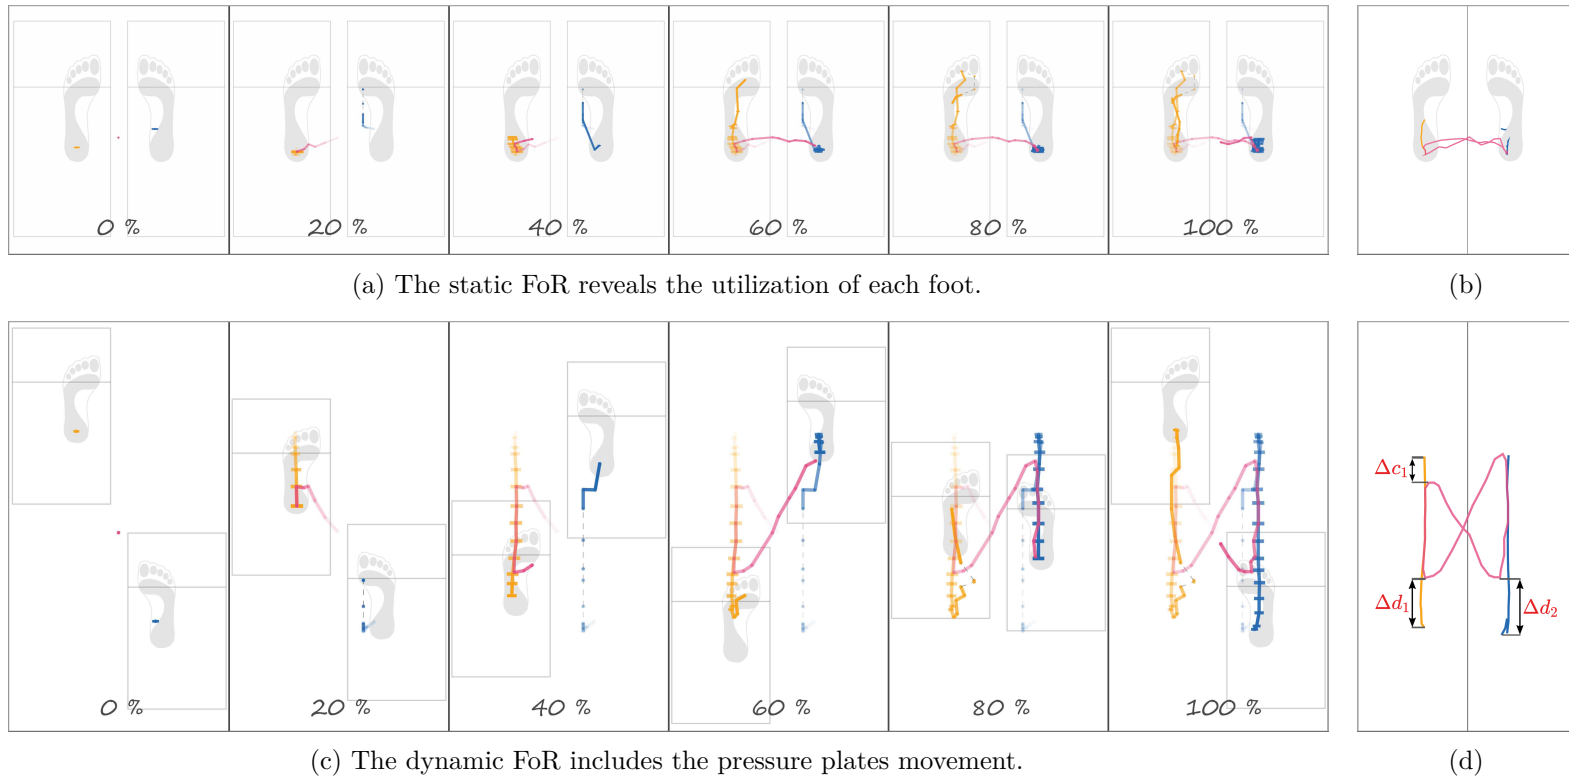 0 % 20 % 40 % 60 % 80 % 100 %
(a) The static FoR reveals the utilization of each foot.
(b)
Δc₁
Δd₁
Δd₂
0 % 20 % 40 % 60 % 80 % 100 %
(c) The dynamic FoR includes the pressure plates movement.
(d)